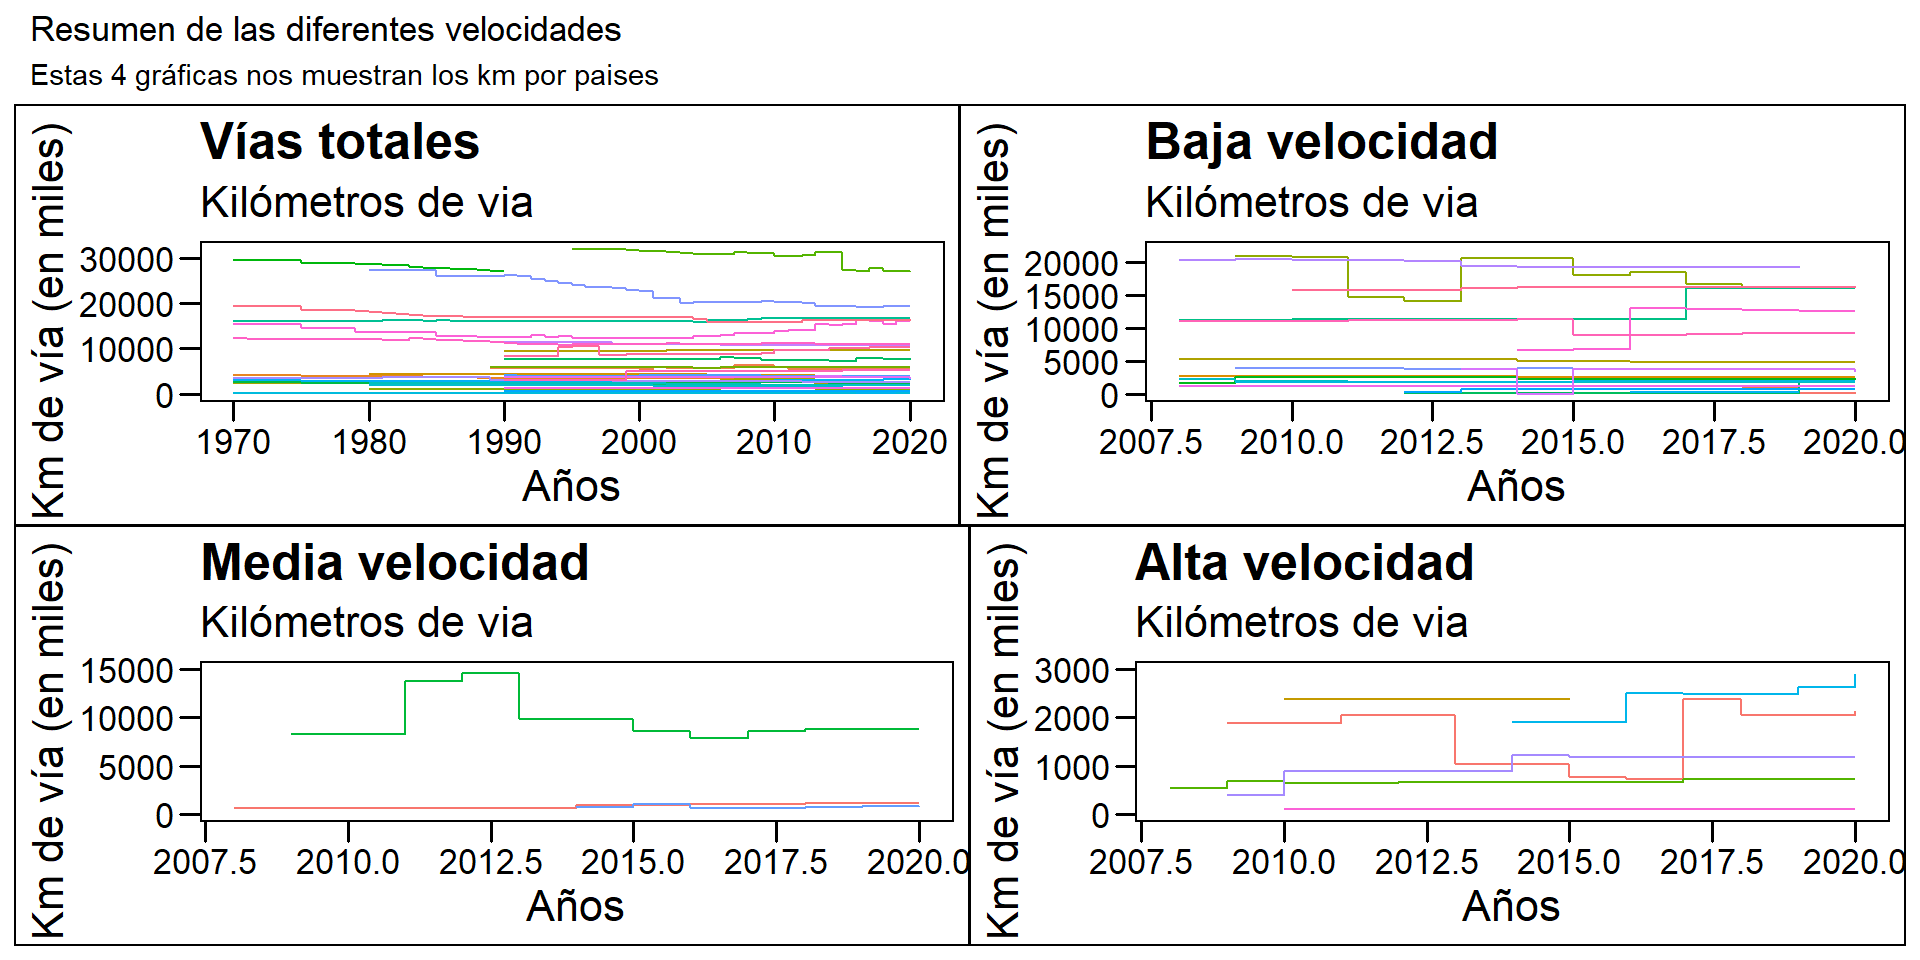 Resumen de las diferentes velocidades
Estas 4 gráficas nos muestran los km por paises
Vías totales
Kilómetros de via
Km de vía (en miles)
30000
20000
10000
0
1970 1980 1990 2000 2010 2020
Años
Baja velocidad
Kilómetros de via
Km de vía (en miles)
20000
15000
10000
5000
0
2007.5 2010.0 2012.5 2015.0 2017.5 2020.0
Años
Media velocidad
Kilómetros de via
Km de vía (en miles)
15000
10000
5000
0
2007.5 2010.0 2012.5 2015.0 2017.5 2020.0
Años
Alta velocidad
Kilómetros de via
Km de vía (en miles)
3000
2000
1000
0
2007.5 2010.0 2012.5 2015.0 2017.5 2020.0
Años